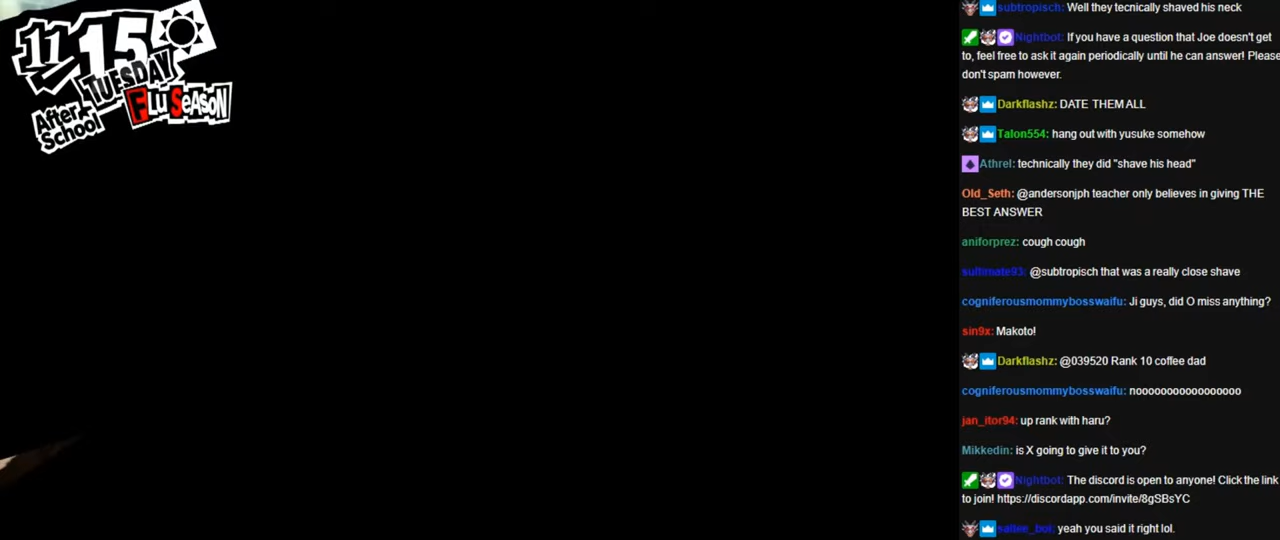 11 15
TUESDAY
After School
Flu Season
subtropisch: Well they tecnically shaved his neck
Nightbot: If you have a question that Joe doesn't get
to, feel free to ask it again periodically until he can answer! Please
don't spam however.
Darkflashz: DATE THEM ALL
Talon554: hang out with yusuke somehow
Athrel: technically they did "shave his head"
Old_Seth: @andersonjph teacher only believes in giving THE
BEST ANSWER
aniforprez: cough cough
sultimate93: @subtropisch that was a really close shave
cogniferousmommybosswaifu: Ji guys, did O miss anything?
sin9x: Makoto!
Darkflashz: @039520 Rank 10 coffee dad
cogniferousmommybosswaifu: nooooooooooooooooo
jan_itor94: up rank with haru?
Mikkedin: is X going to give it to you?
Nightbot: The discord is open to anyone! Click the link
to join! https://discordapp.com/invite/8gSBsYC
saltee_boi: yeah you said it right lol.